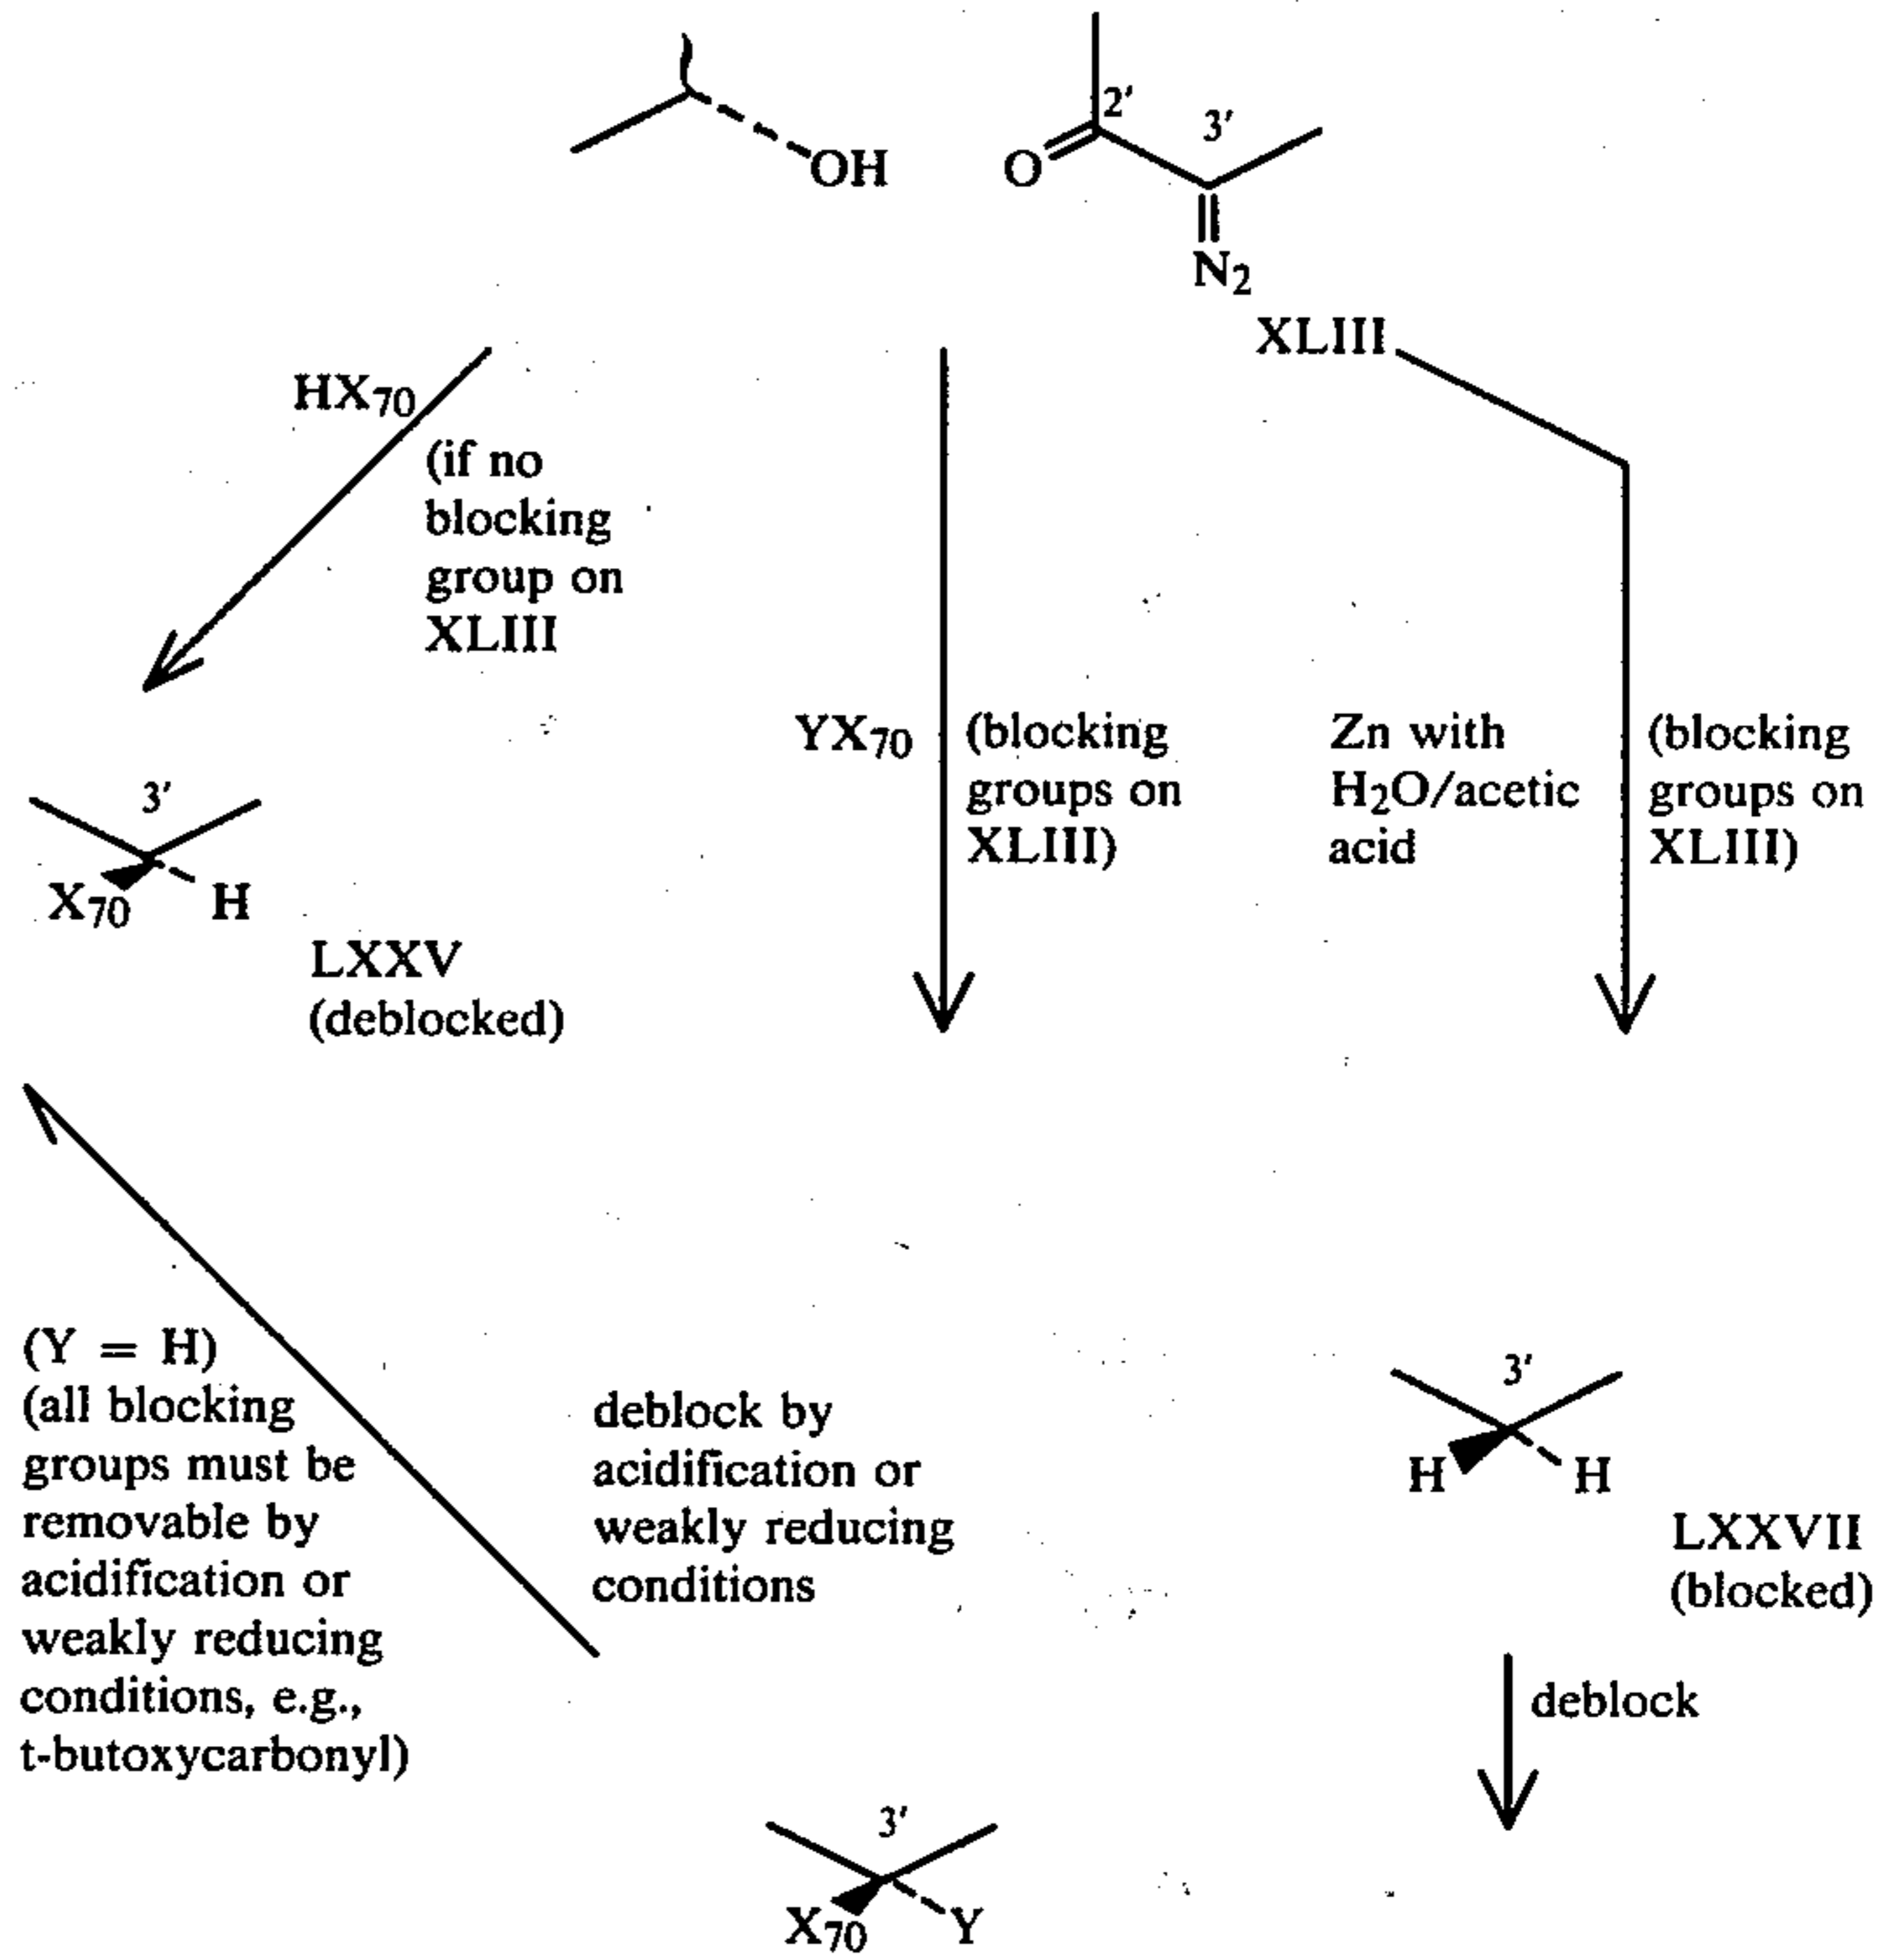 2'
3'
OH
O
N2
XLIII
HX70
(if no
blocking
group on
XLIII
YX70
(blocking
groups on
XLIII)
Zn with
H2O/acetic
acid
(blocking
groups on
XLIII)
3'
X70
H
LXXV
(deblocked)
(Y = H)
(all blocking
groups must be
removable by
acidification or
weakly reducing
conditions, e.g.,
t-butoxycarbonyl)
deblock by
acidification or
weakly reducing
conditions
3'
H
H
LXXVII
(blocked)
deblock
3'
X70
Y